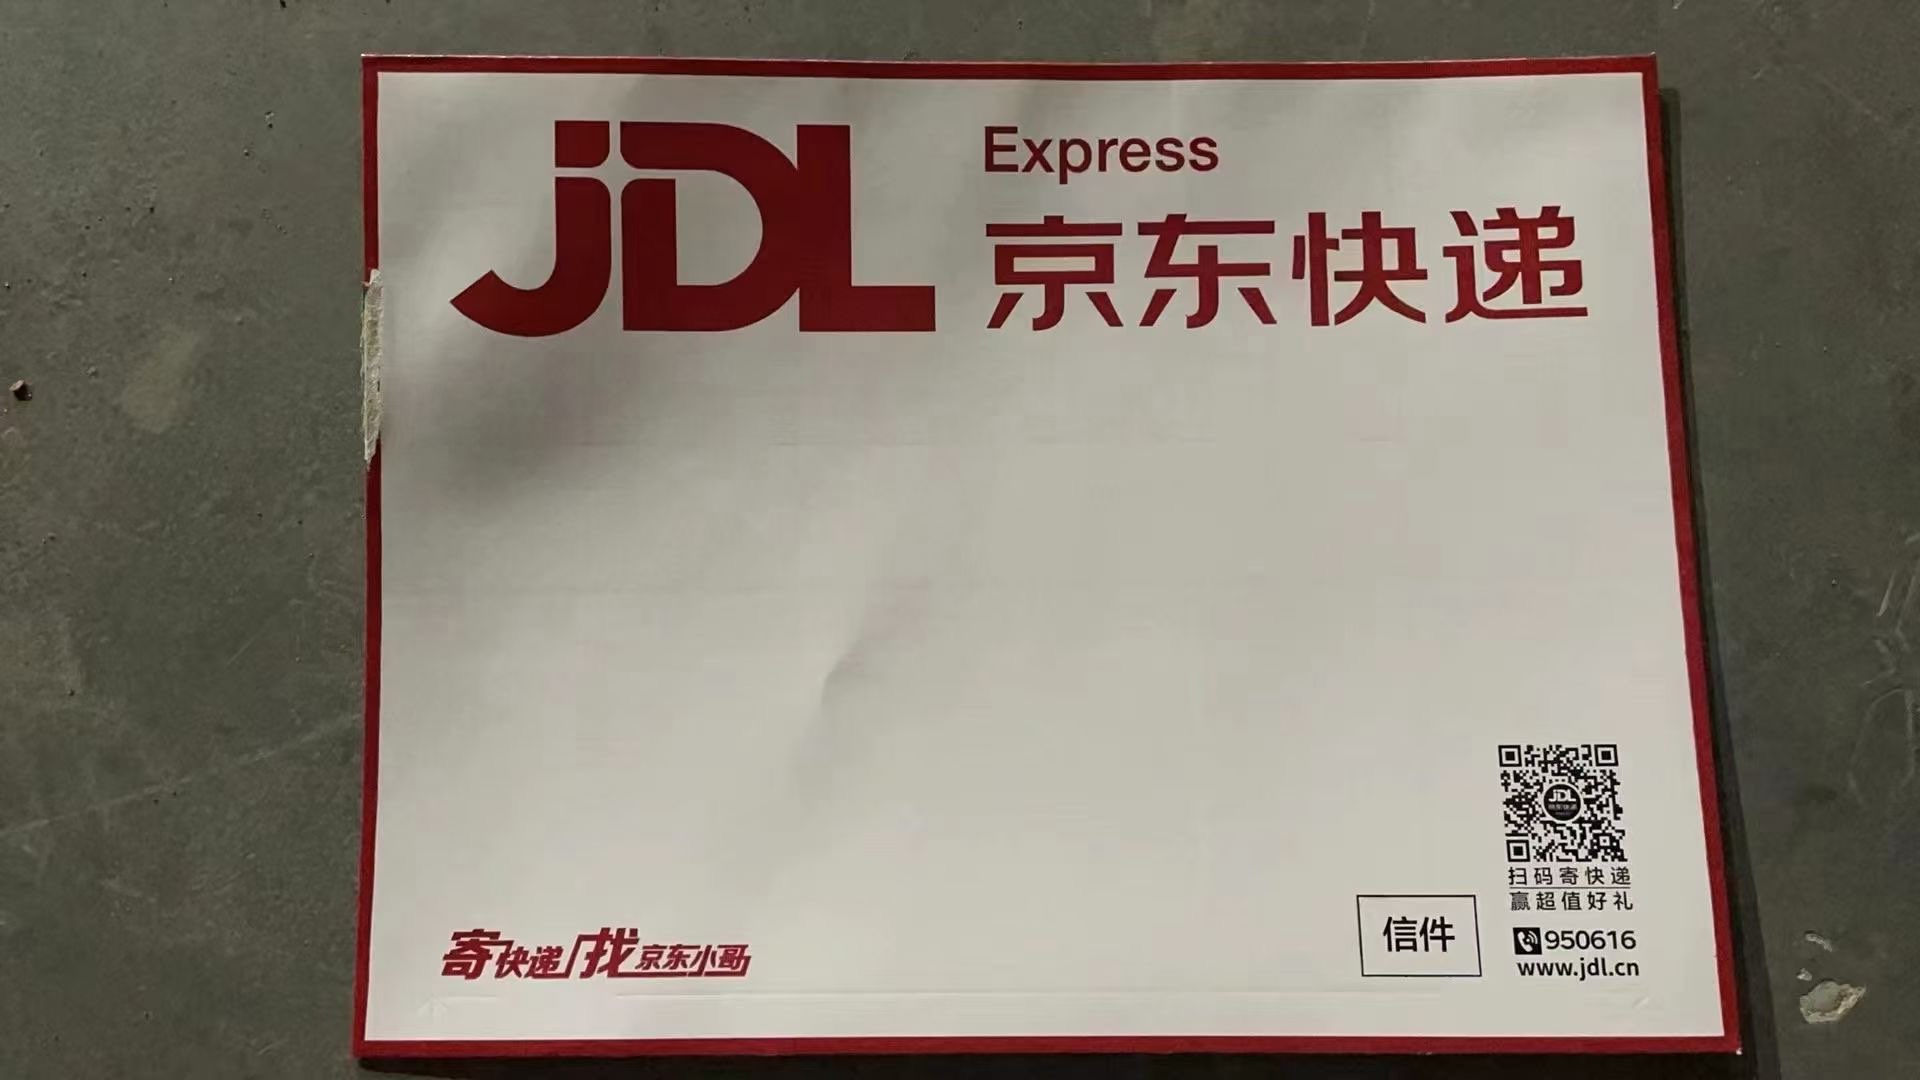 JDL
Express
京东快递
扫码寄快递
赢超值好礼
信件
950616
www.jdl.cn
寄快递 找京东小哥